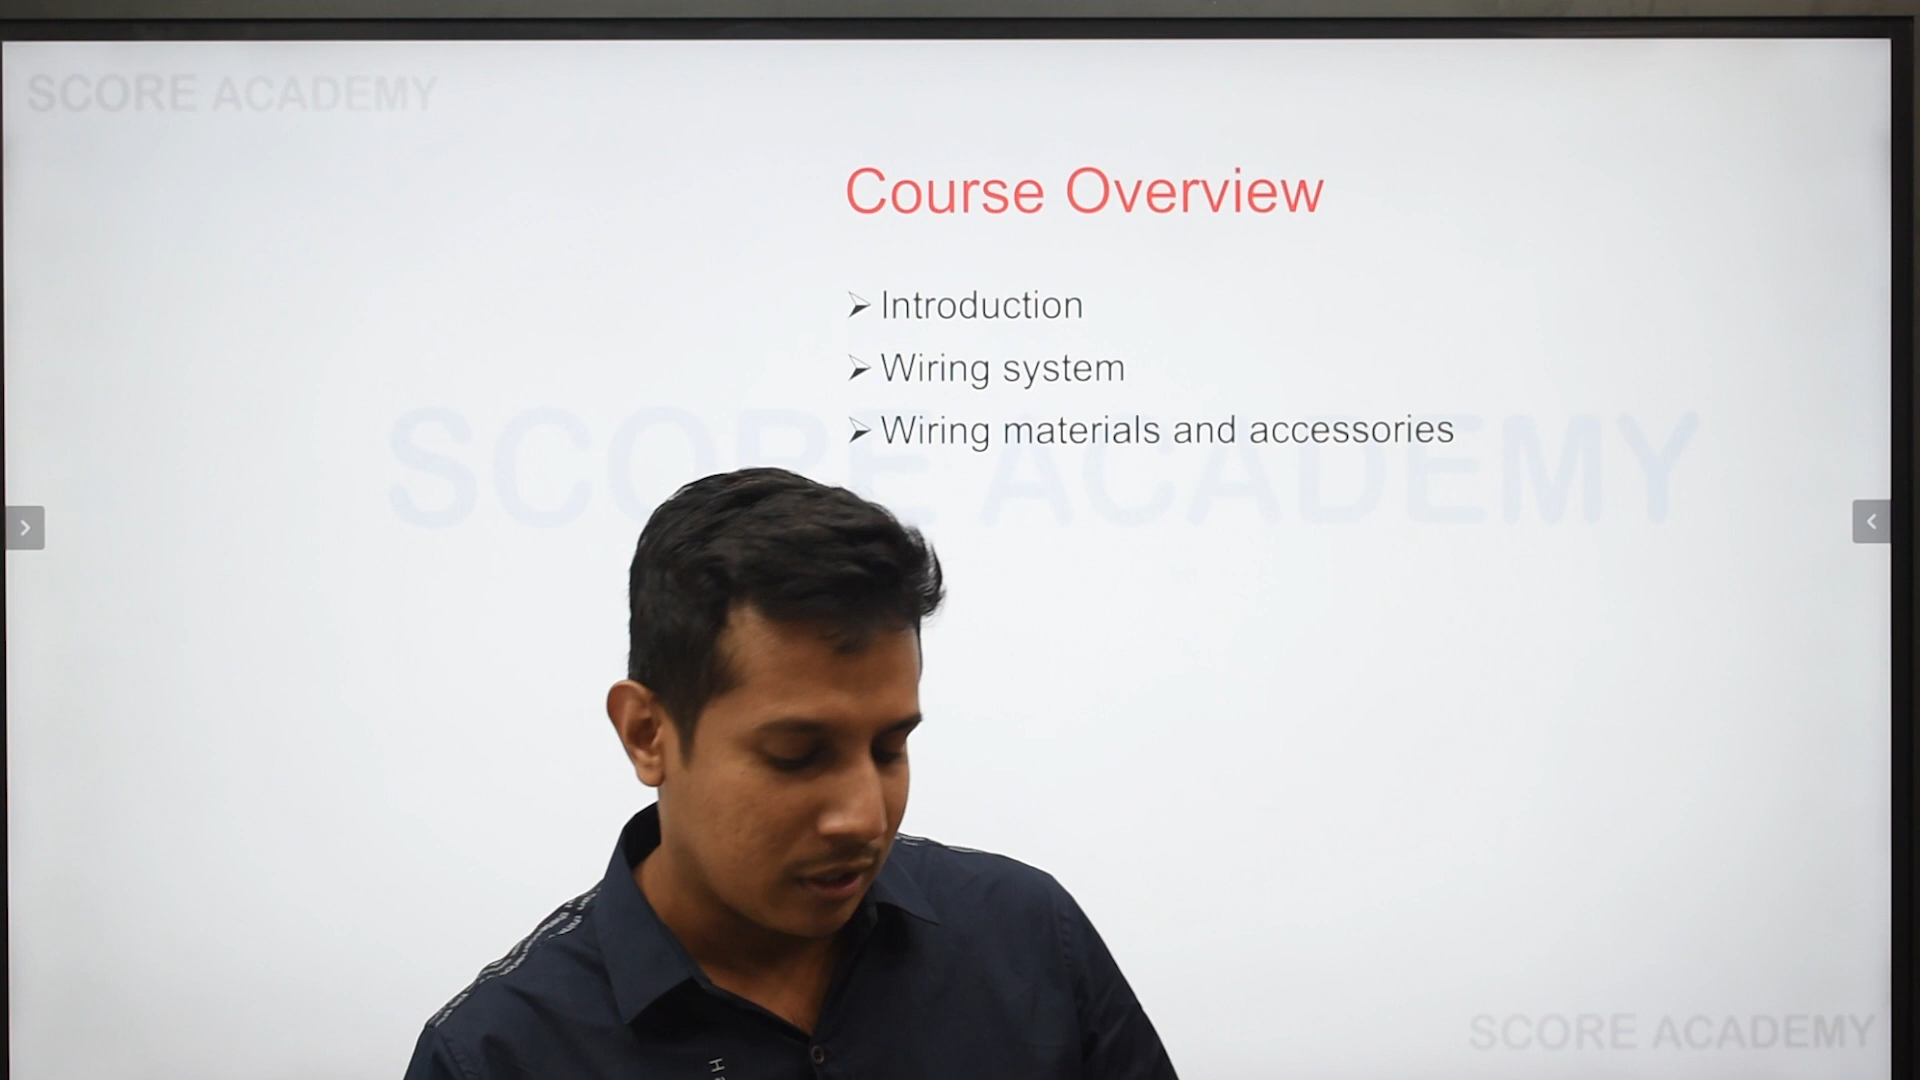 SCORE ACADEMY
Course Overview
➢ Introduction
➢ Wiring system
➢ Wiring materials and accessories
SCORE ACADEMY
SCORE ACADEMY